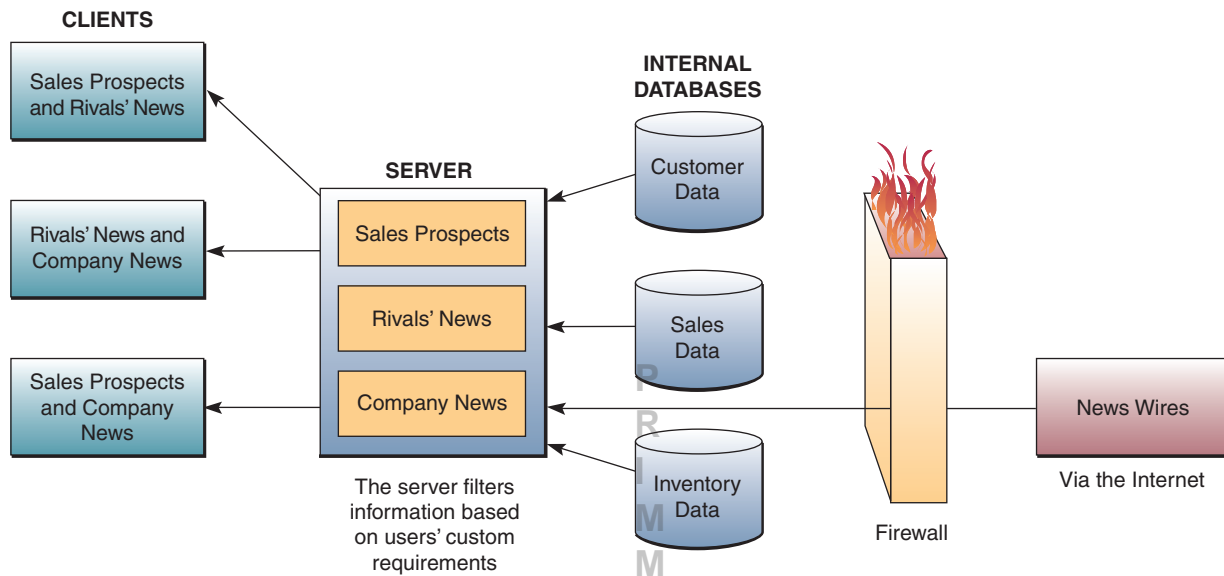 CLIENTS
Sales Prospects
and Rivals’ News
Rivals’ News and
Company News
Sales Prospects
and Company
News
SERVER
Sales Prospects
Rivals’ News
Company News
The server filters
information based
on users’ custom
requirements
INTERNAL
DATABASES
Customer
Data
Sales
Data
Inventory
Data
P
R
I
M
M
Firewall
News Wires
Via the Internet